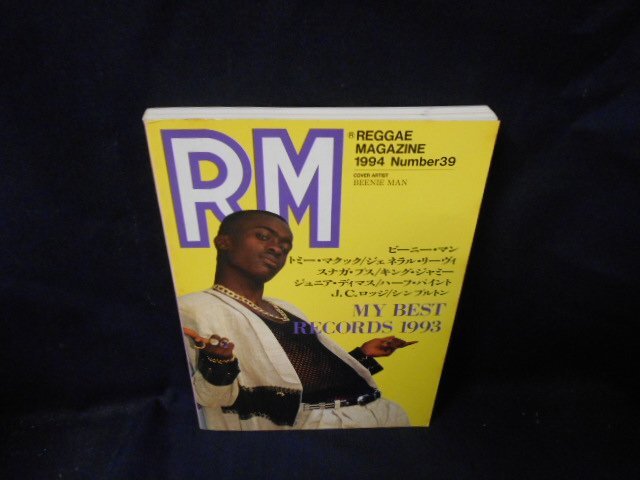 RM
® REGGAE
MAGAZINE
1994 Number39
COVER ARTIST
BEENIE MAN
ビーニー・マン
トミー・マクック/ジェネラル・リーヴィ
スナガ・プス/キング・ジャミー
ジュニア・ディマス/ハーフ・パイント
J.C.ロッジ/シンプルトン
MY BEST
RECORDS 1993